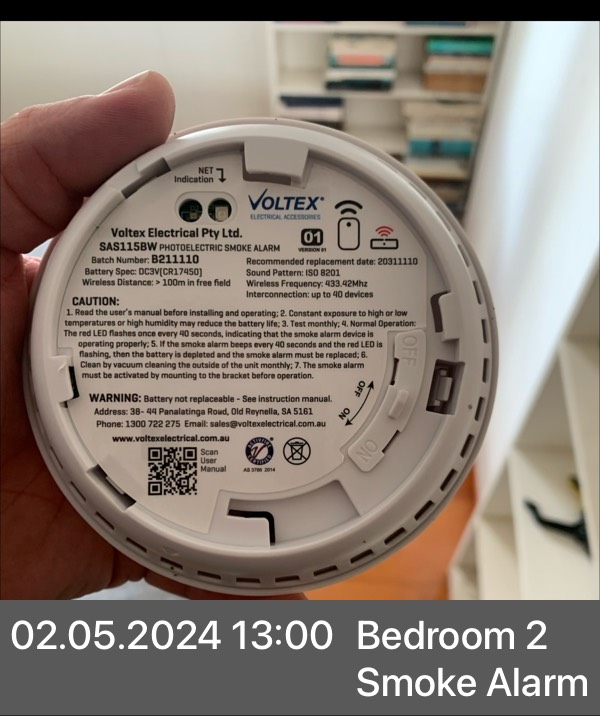 NET
Indication
VOLTEX®
ELECTRICAL ACCESSORIES
Voltex Electrical Pty Ltd.
SAS115BW PHOTOELECTRIC SMOKE ALARM
01
VERSION 01
Batch Number: B211110
Battery Spec: DC3V[CR17450]
Wireless Distance: > 100m in free field
Recommended replacement date: 20311110
Sound Pattern: ISO 8201
Wireless Frequency: 433.42Mhz
Interconnection: up to 40 devices
CAUTION:
1. Read the user's manual before installing and operating; 2. Constant exposure to high or low
temperatures or high humidity may reduce the battery life; 3. Test monthly; 4. Normal Operation:
The red LED flashes once every 40 seconds, indicating that the smoke alarm device is
operating properly; 5. If the smoke alarm beeps every 40 seconds and the red LED is
flashing, then the battery is depleted and the smoke alarm must be replaced; 6.
Clean by vacuum cleaning the outside of the unit monthly; 7. The smoke alarm
must be activated by mounting to the bracket before operation.
OFF
OFF
ON
ON
WARNING: Battery not replaceable - See instruction manual.
Address: 38- 44 Panalatinga Road, Old Reynella, SA 5161
Phone: 1300 722 275 Email: sales@voltexelectrical.com.au
www.voltexelectrical.com.au
Scan
User
Manual
AS 3786 2014
02.05.2024 13:00
Bedroom 2
Smoke Alarm